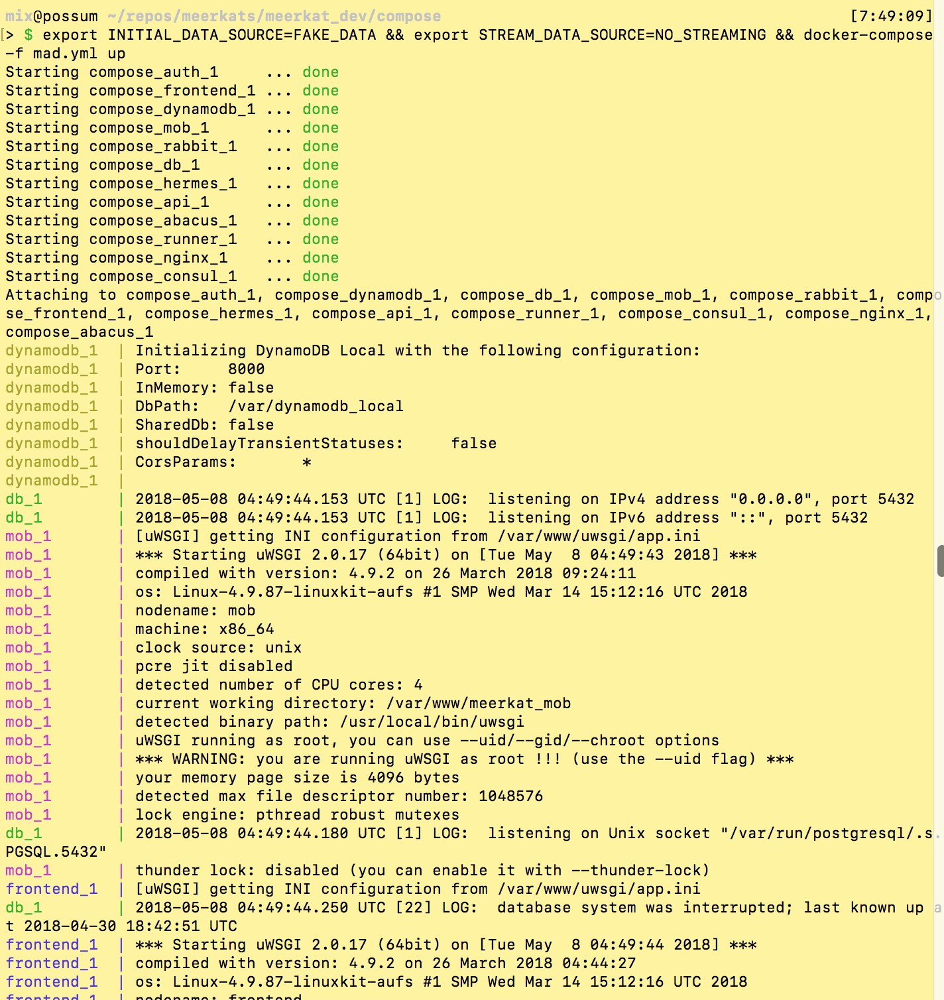 mix@possum ~/repos/meerkats/meerkat_dev/compose [7:49:09]
[> $ export INITIAL_DATA_SOURCE=FAKE_DATA && export STREAM_DATA_SOURCE=NO_STREAMING && docker-compose
-f mad.yml up
Starting compose_auth_1     ... done
Starting compose_frontend_1 ... done
Starting compose_dynamodb_1 ... done
Starting compose_mob_1      ... done
Starting compose_rabbit_1   ... done
Starting compose_db_1       ... done
Starting compose_hermes_1   ... done
Starting compose_api_1      ... done
Starting compose_abacus_1   ... done
Starting compose_runner_1   ... done
Starting compose_nginx_1    ... done
Starting compose_consul_1   ... done
Attaching to compose_auth_1, compose_dynamodb_1, compose_db_1, compose_mob_1, compose_rabbit_1, compo
se_frontend_1, compose_hermes_1, compose_api_1, compose_runner_1, compose_consul_1, compose_nginx_1,
compose_abacus_1
dynamodb_1  | Initializing DynamoDB Local with the following configuration:
dynamodb_1  | Port:     8000
dynamodb_1  | InMemory: false
dynamodb_1  | DbPath:   /var/dynamodb_local
dynamodb_1  | SharedDb: false
dynamodb_1  | shouldDelayTransientStatuses:     false
dynamodb_1  | CorsParams:       *
dynamodb_1  |
db_1        | 2018-05-08 04:49:44.153 UTC [1] LOG:  listening on IPv4 address "0.0.0.0", port 5432
db_1        | 2018-05-08 04:49:44.153 UTC [1] LOG:  listening on IPv6 address "::", port 5432
mob_1       | [uWSGI] getting INI configuration from /var/www/uwsgi/app.ini
mob_1       | *** Starting uWSGI 2.0.17 (64bit) on [Tue May  8 04:49:43 2018] ***
mob_1       | compiled with version: 4.9.2 on 26 March 2018 09:24:11
mob_1       | os: Linux-4.9.87-linuxkit-aufs #1 SMP Wed Mar 14 15:12:16 UTC 2018
mob_1       | nodename: mob
mob_1       | machine: x86_64
mob_1       | clock source: unix
mob_1       | pcre jit disabled
mob_1       | detected number of CPU cores: 4
mob_1       | current working directory: /var/www/meerkat_mob
mob_1       | detected binary path: /usr/local/bin/uwsgi
mob_1       | uWSGI running as root, you can use --uid/--gid/--chroot options
mob_1       | *** WARNING: you are running uWSGI as root !!! (use the --uid flag) ***
mob_1       | your memory page size is 4096 bytes
mob_1       | detected max file descriptor number: 1048576
mob_1       | lock engine: pthread robust mutexes
db_1        | 2018-05-08 04:49:44.180 UTC [1] LOG:  listening on Unix socket "/var/run/postgresql/.s.
PGSQL.5432"
mob_1       | thunder lock: disabled (you can enable it with --thunder-lock)
frontend_1  | [uWSGI] getting INI configuration from /var/www/uwsgi/app.ini
db_1        | 2018-05-08 04:49:44.250 UTC [22] LOG:  database system was interrupted; last known up a
t 2018-04-30 18:42:51 UTC
frontend_1  | *** Starting uWSGI 2.0.17 (64bit) on [Tue May  8 04:49:44 2018] ***
frontend_1  | compiled with version: 4.9.2 on 26 March 2018 04:44:27
frontend_1  | os: Linux-4.9.87-linuxkit-aufs #1 SMP Wed Mar 14 15:12:16 UTC 2018
frontend_1  | nodename: frontend